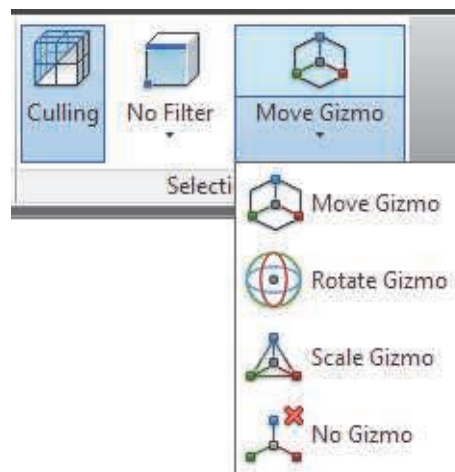 Culling No Filter Move Gizmo
Selecti
Move Gizmo
Rotate Gizmo
Scale Gizmo
No Gizmo